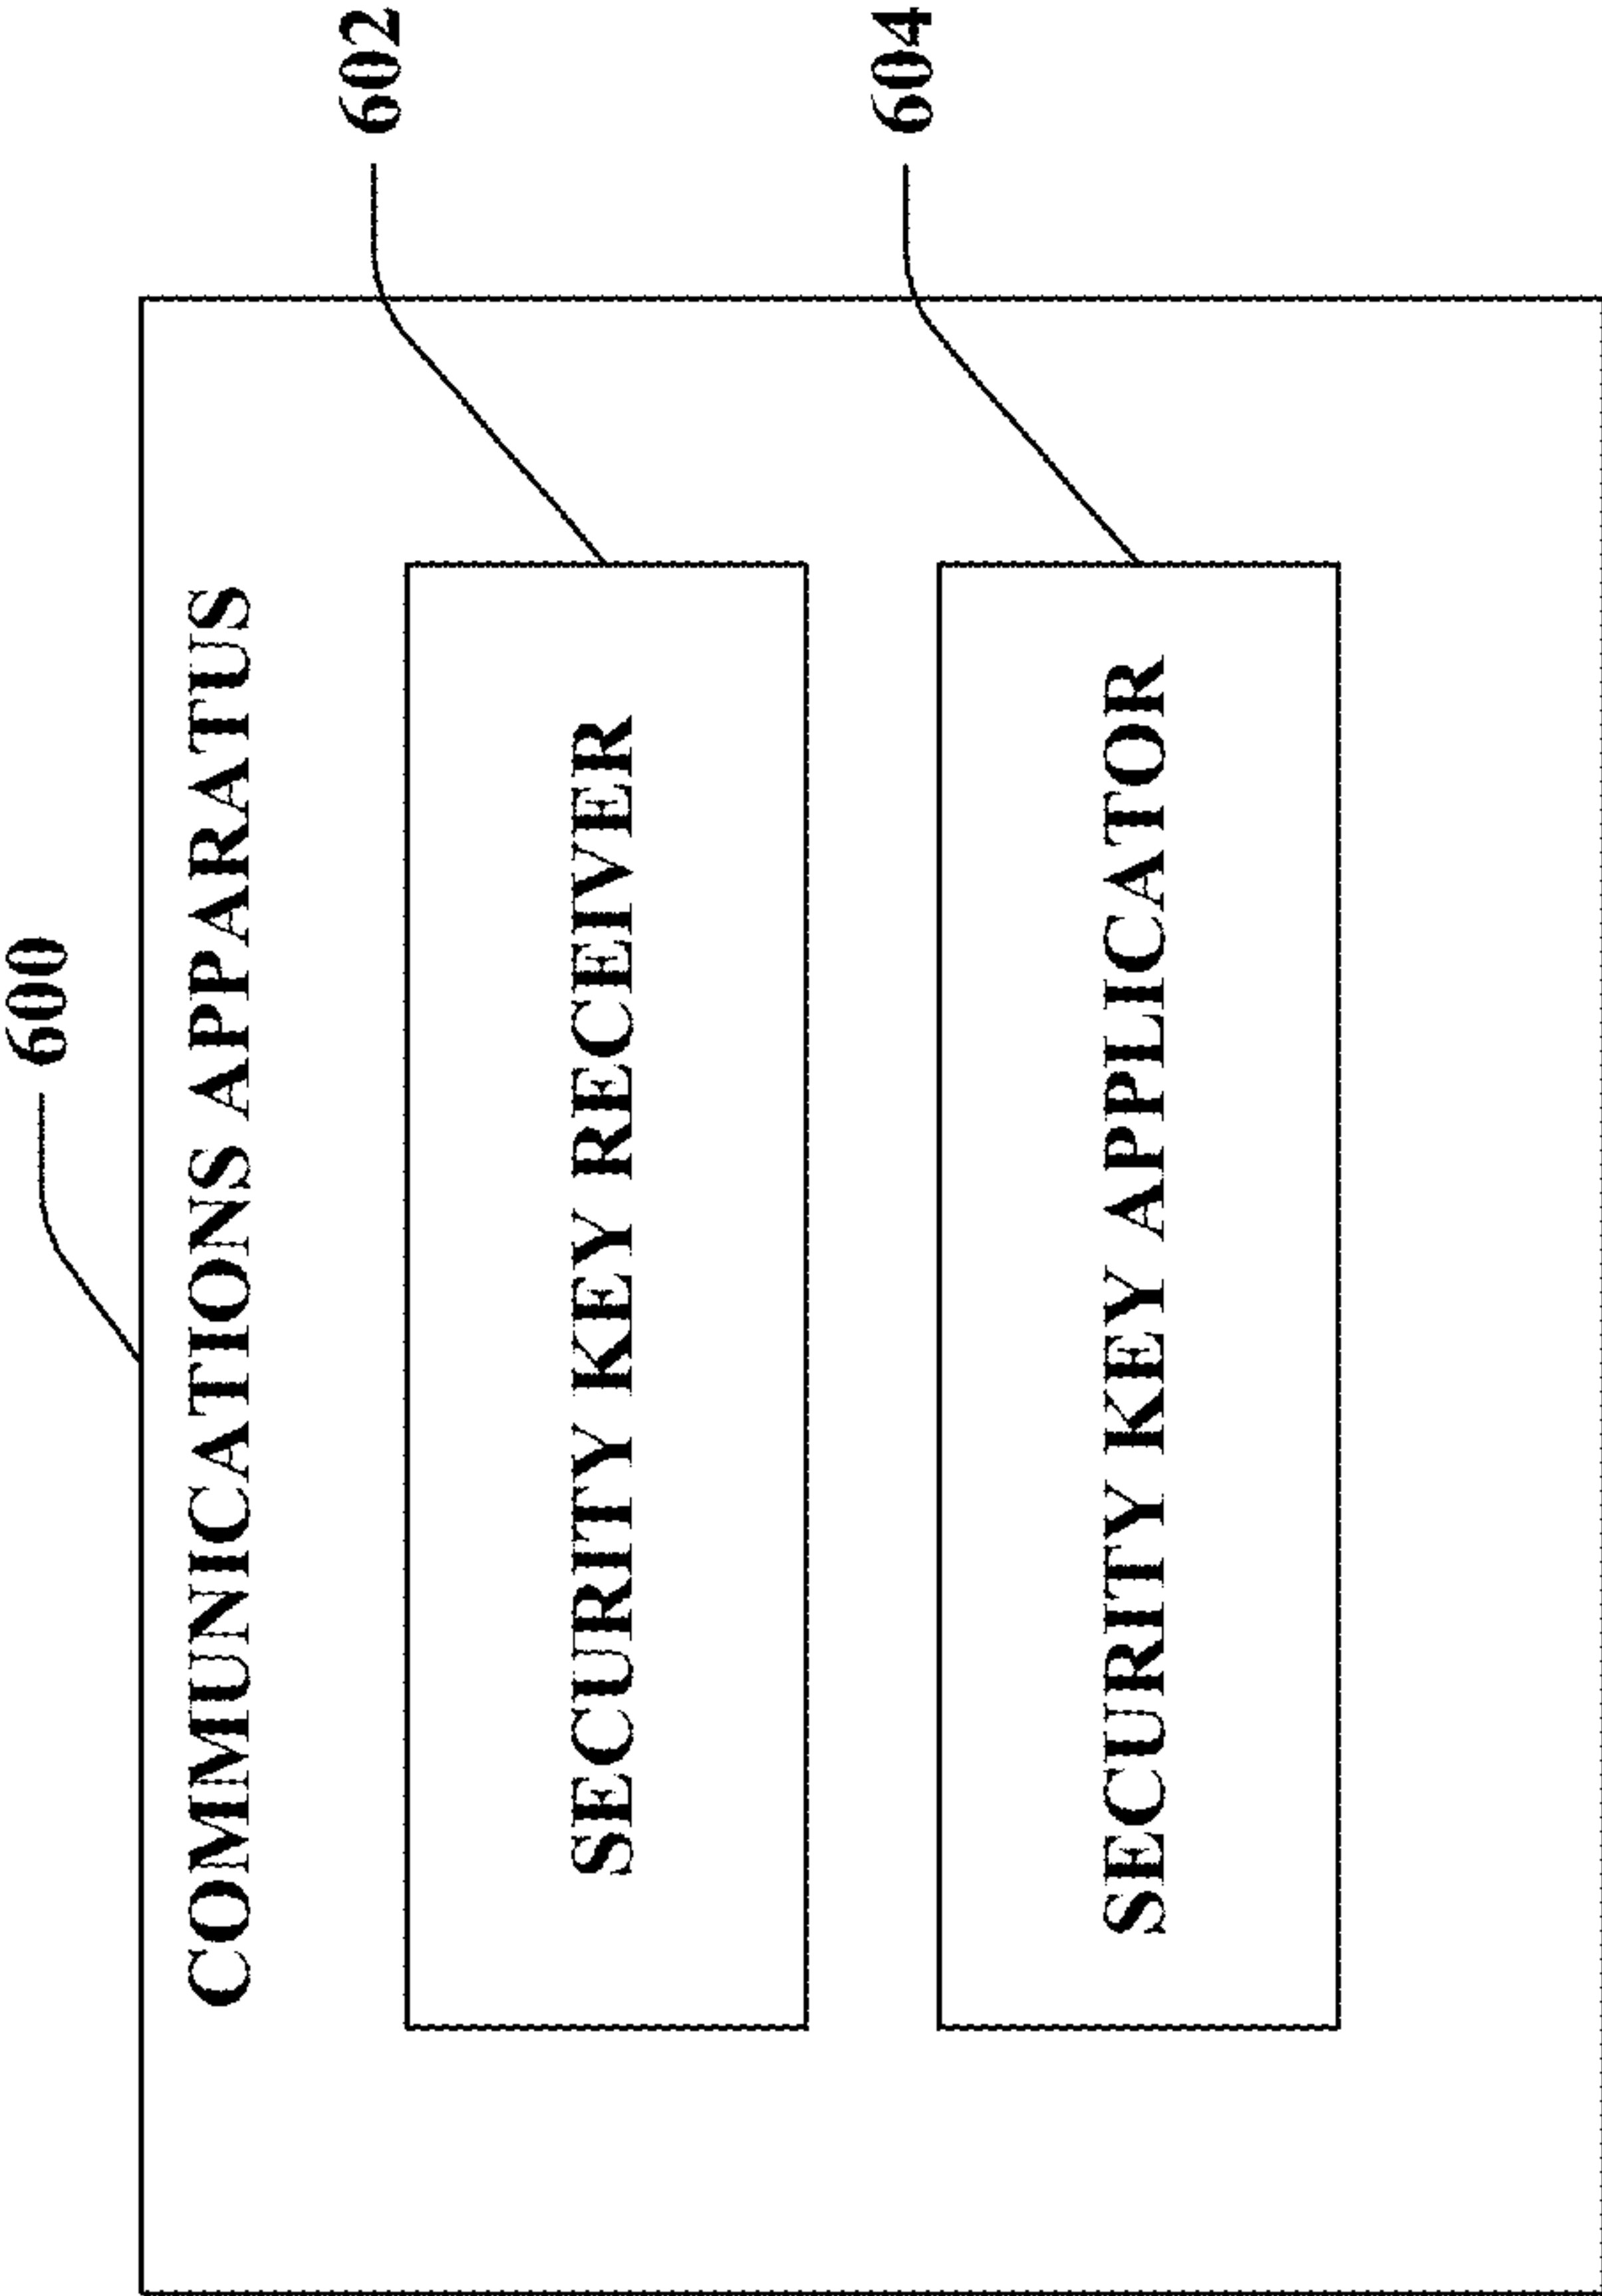 600
COMMUNICATIONS APPARATUS
602
SECURITY KEY RECEIVER
604
SECURITY KEY APPLICATOR